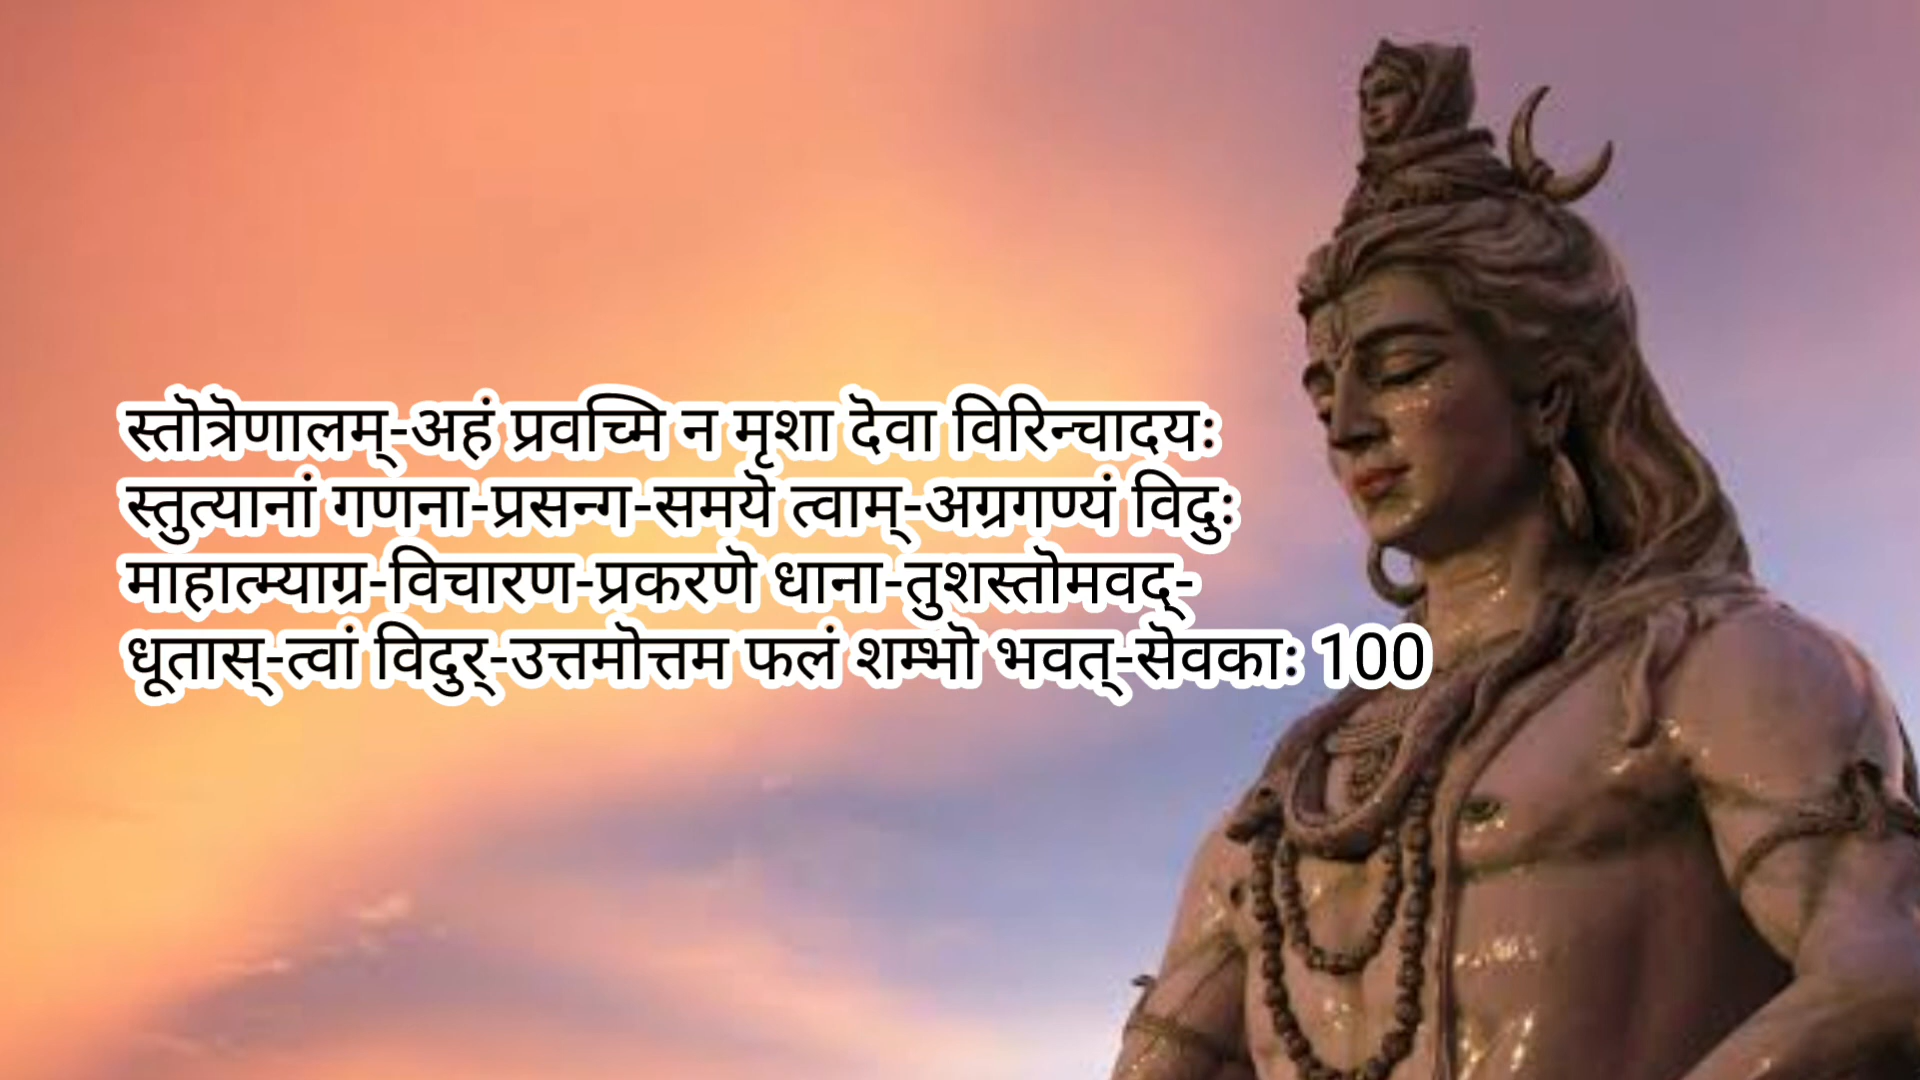 स्तॊत्रॆणालम्-अहं प्रवच्मि न मृशा दॆवा विरिन्चादयः
स्तुत्यानां गणना-प्रसन्ग-समयॆ त्वाम्-अग्रगण्यं विदुः
माहात्म्याग्र-विचारण-प्रकरणॆ धाना-तुशस्तॊमवद्-
धूतास्-त्वां विदुर्-उत्तमॊत्तम फलं शम्भॊ भवत्-सॆवकाः 100